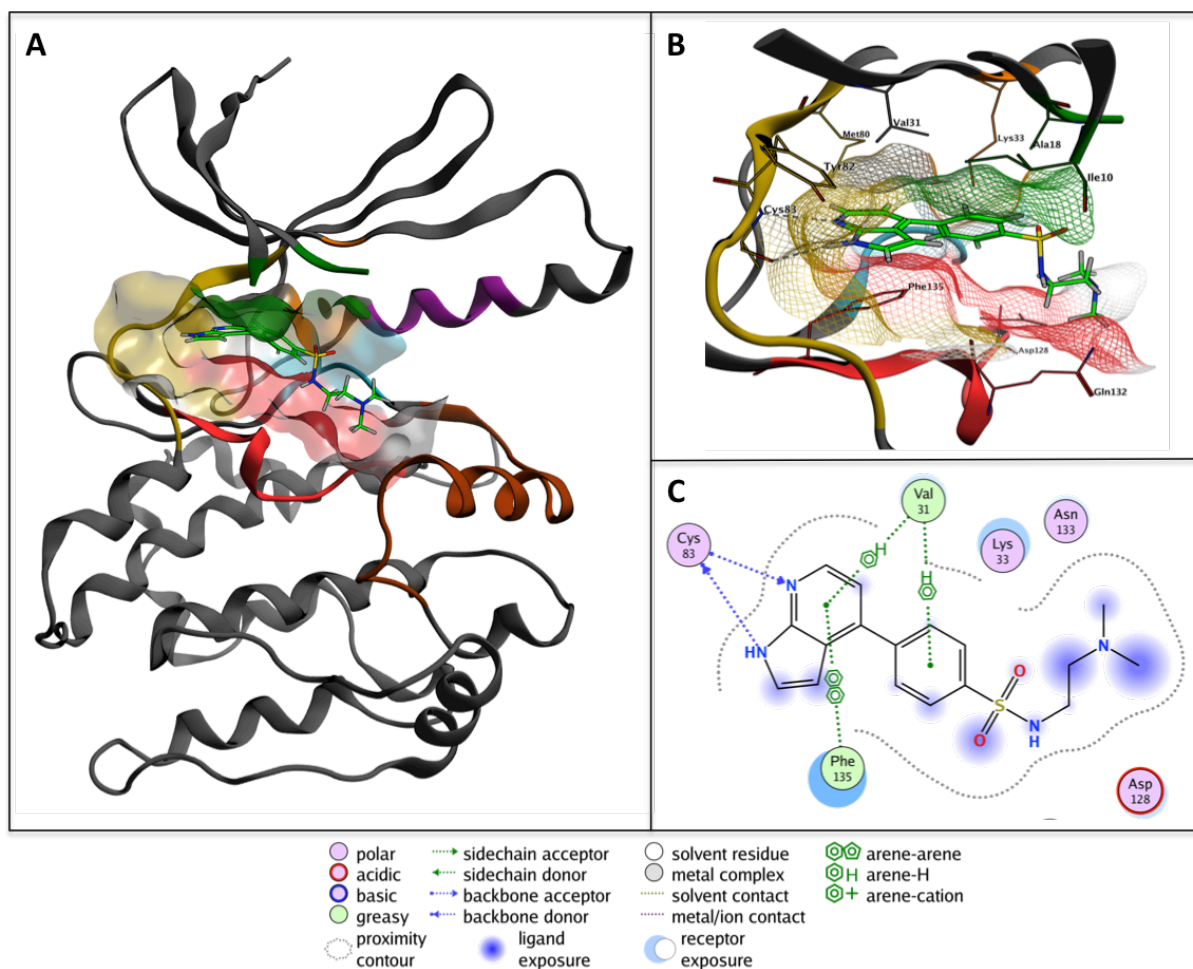 A
B
Val31
Met80
Lys33
Ala18
Tyr82
Ile10
Cys83
Phe135
Asp128
Gln132
C
Val
31
Asn
133
Cys
83
Lys
33
H
H
N
N
HN
O
S
N
H
O
Phe
135
Asp
128
polar
acidic
basic
greasy
proximity
contour
sidechain acceptor
sidechain donor
backbone acceptor
backbone donor
ligand
exposure
solvent residue
metal complex
solvent contact
metal/ion contact
receptor
exposure
arene-arene
H arene-H
+ arene-cation